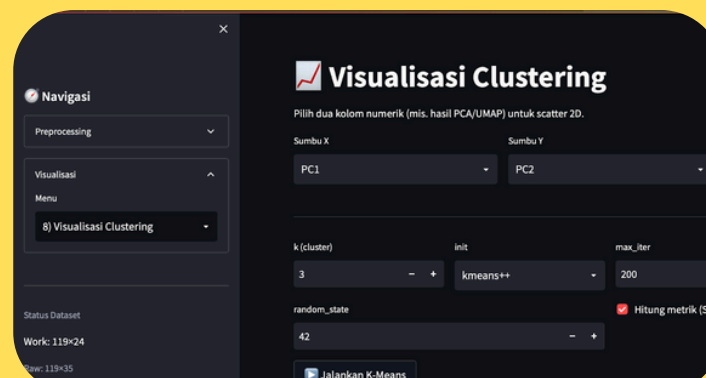 Navigasi
Preprocessing
Visualisasi
Menu
8) Visualisasi Clustering
Status Dataset
Work: 119×24
Raw: 119×35
Visualisasi Clustering
Pilih dua kolom numerik (mis. hasil PCA/UMAP) untuk scatter 2D.
Sumbu X
Sumbu Y
PC1
PC2
k (cluster)
init
max_iter
3
kmeans++
200
random_state
Hitung metrik (S
42
Jalankan K-Means